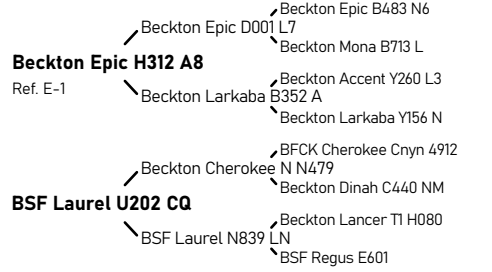 Beckton Epic B483 N6
Beckton Epic D001 L7
Beckton Mona B713 L
Beckton Epic H312 A8
Ref. E-1
Beckton Accent Y260 L3
Beckton Larkaba B352 A
Beckton Larkaba Y156 N
BFCK Cherokee Cnyn 4912
Beckton Cherokee N N479
Beckton Dinah C440 NM
BSF Laurel U202 CQ
Beckton Lancer T1 H080
BSF Laurel N839 LN
BSF Regus E601